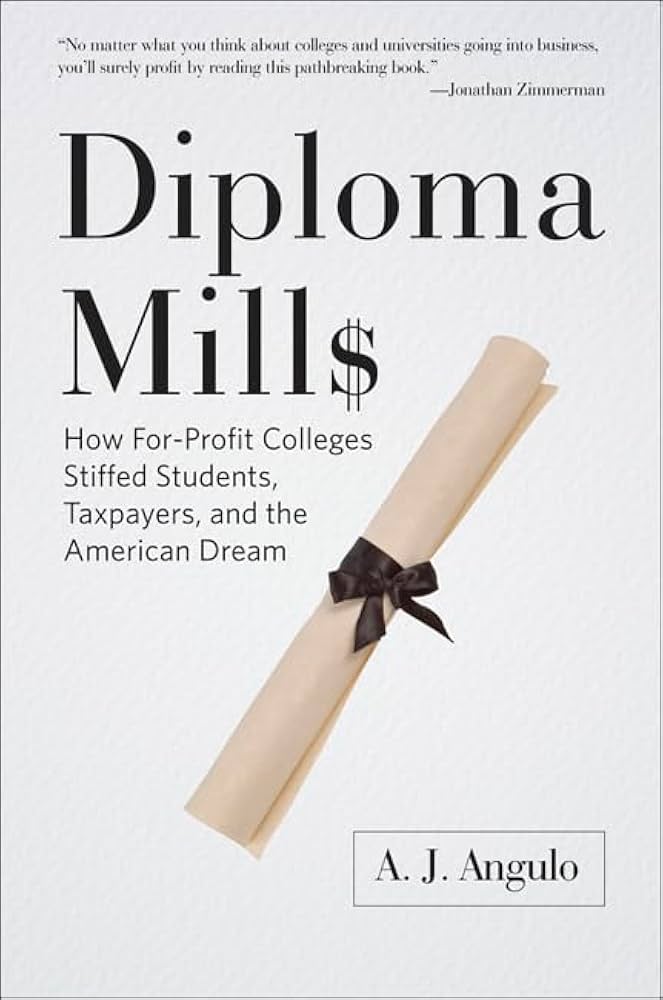 “No matter what you think about colleges and universities going into business,
you’ll surely profit by reading this pathbreaking book.”
—Jonathan Zimmerman
Diploma
Mill$
How For-Profit Colleges
Stiffed Students,
Taxpayers, and the
American Dream
A. J. Angulo